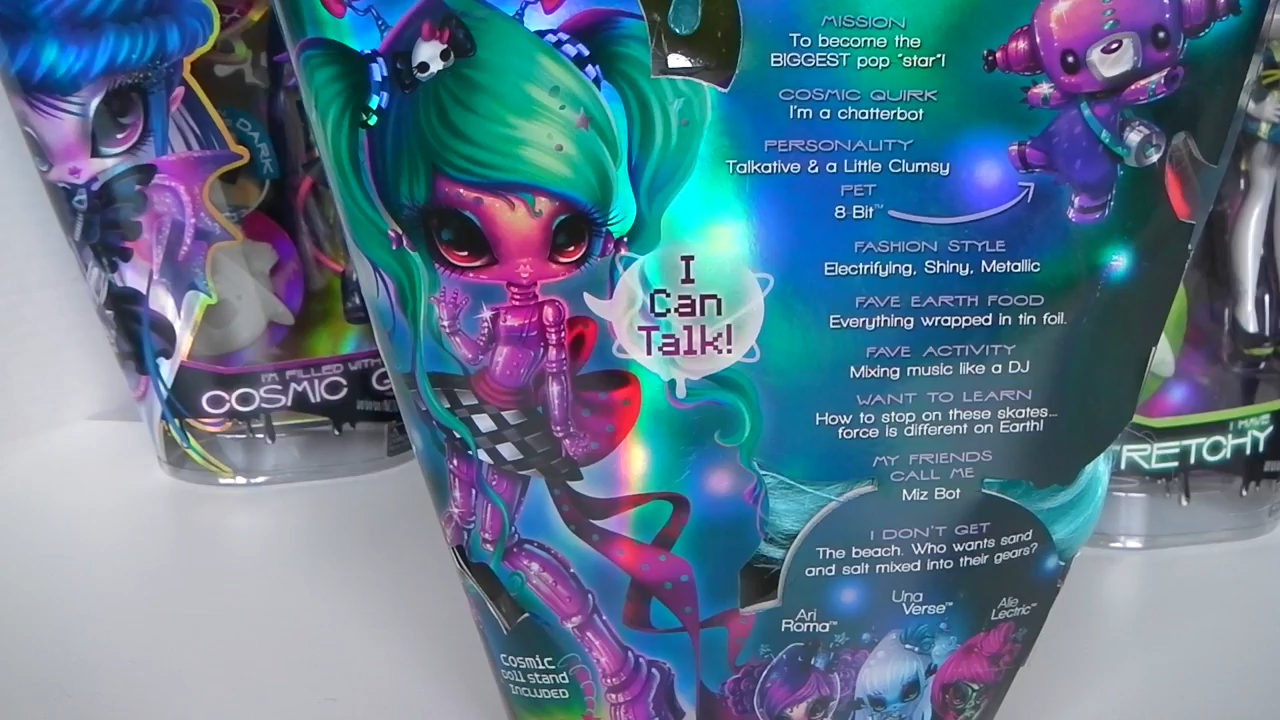 MISSION
To become the
BIGGEST pop "star"!
COSMIC QUIRK
I'm a chatterbot
PERSONALITY
Talkative & a Little Clumsy
PET
8-Bit™
FASHION STYLE
Electrifying, Shiny, Metallic
FAVE EARTH FOOD
Everything wrapped in tin foil.
FAVE ACTIVITY
Mixing music like a DJ
WANT TO LEARN
How to stop on these skates...
force is different on Earth!
MY FRIENDS
CALL ME
Miz Bot
I DON'T GET
The beach. Who wants sand
and salt mixed into their gears?
Ari
Roma™
Una
Verse™
Alie
Lectric™
I
Can
Talk!
Cosmic
Doll stand
INCLUDED
DARK
I'M FILLED WITH
COSMIC G
I HAVE
TRETCHY